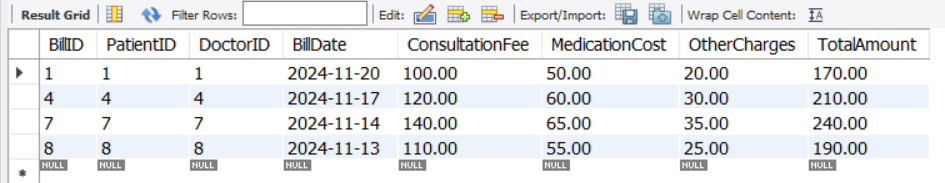 Result Grid Filter Rows: Edit: Export/Import: Wrap Cell Content: IA
BillID PatientID DoctorID BillDate ConsultationFee MedicationCost OtherCharges TotalAmount
1 1 1 2024-11-20 100.00 50.00 20.00 170.00
4 4 4 2024-11-17 120.00 60.00 30.00 210.00
7 7 7 2024-11-14 140.00 65.00 35.00 240.00
8 8 8 2024-11-13 110.00 55.00 25.00 190.00
NULL NULL NULL NULL NULL NULL NULL NULL